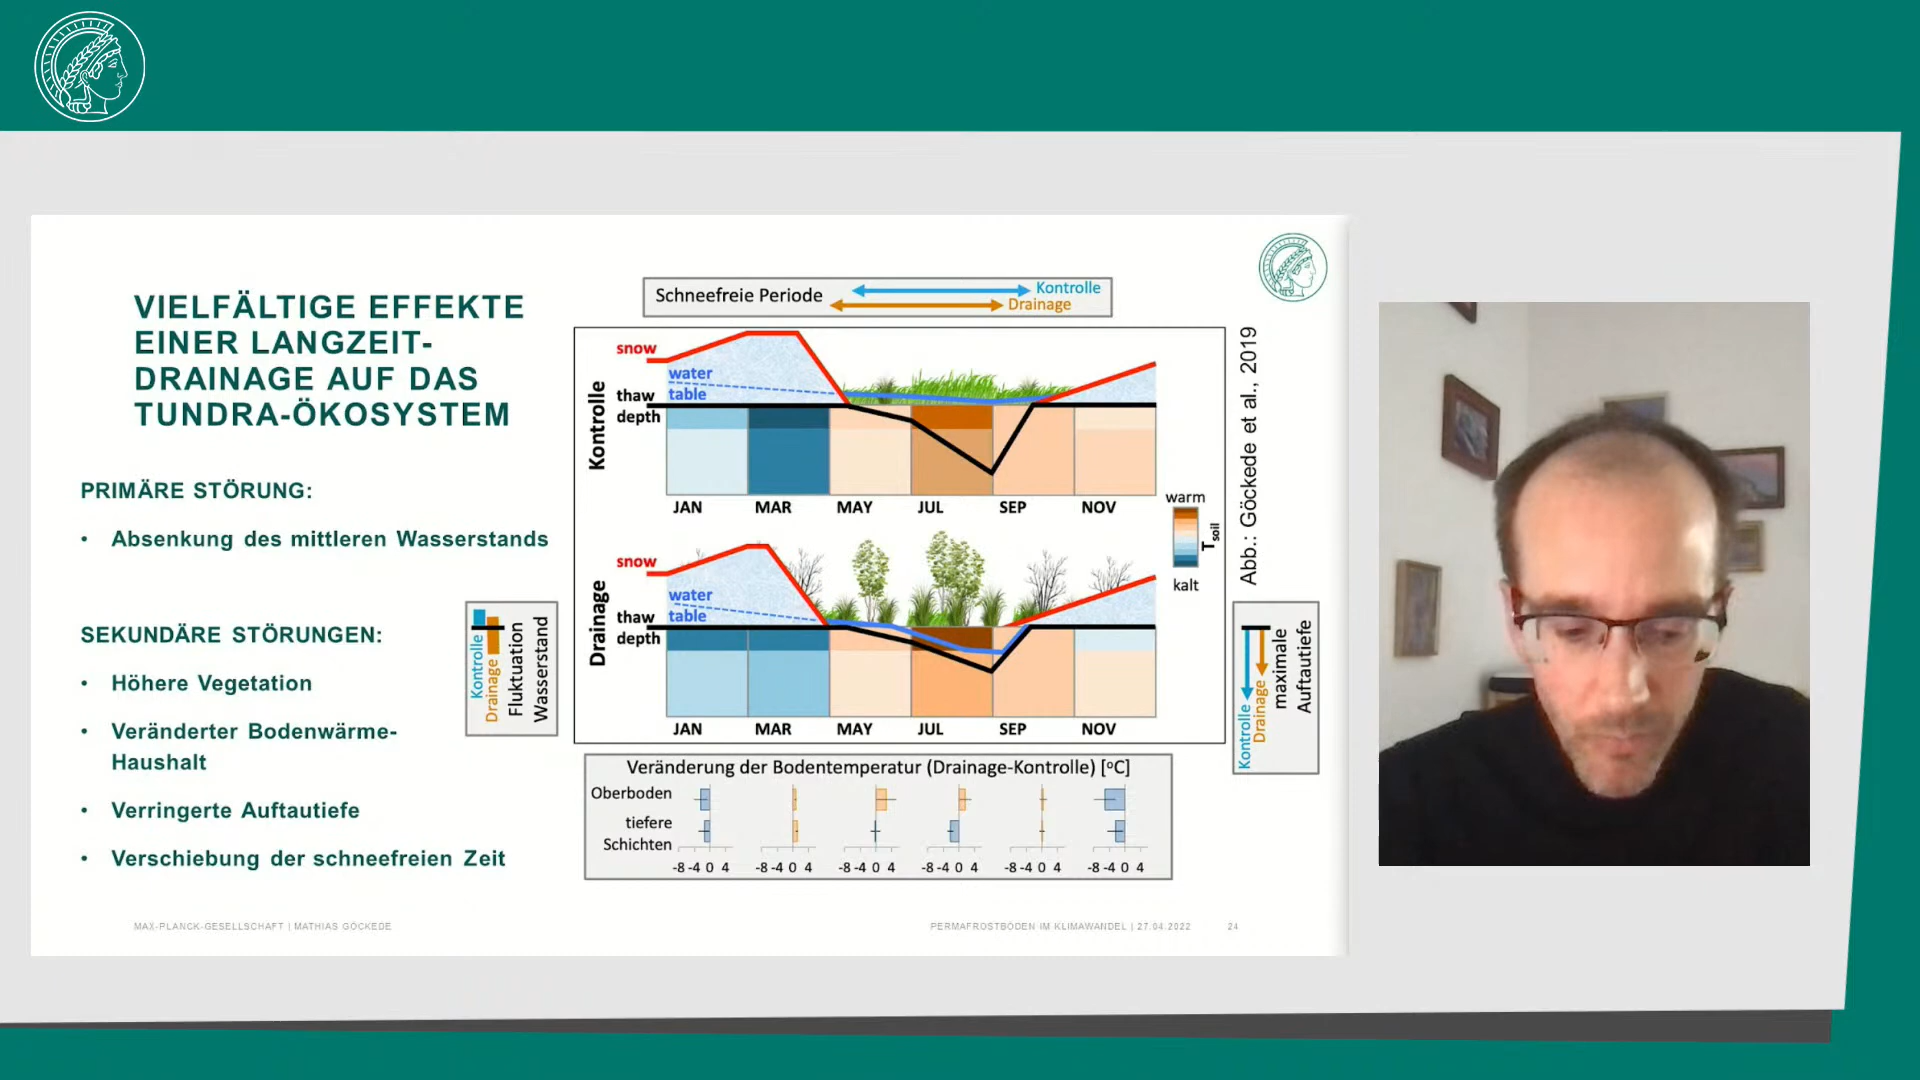 VIELFÄLTIGE EFFEKTE
EINER LANGZEIT-
DRAINAGE AUF DAS
TUNDRA-ÖKOSYSTEM
PRIMÄRE STÖRUNG:
• Absenkung des mittleren Wasserstands
SEKUNDÄRE STÖRUNGEN:
• Höhere Vegetation
• Veränderter Bodenwärme-
Haushalt
• Verringerte Auftautiefe
• Verschiebung der schneefreien Zeit
Schneefreie Periode
Kontrolle
Drainage
Kontrolle
snow
water
table
thaw
depth
JAN MAR MAY JUL SEP NOV
Drainage
snow
water
table
thaw
depth
JAN MAR MAY JUL SEP NOV
warm
Tsoil
kalt
Abb.: Göckede et al., 2019
Kontrolle
Drainage
Fluktuation
Wasserstand
Kontrolle
Drainage
maximale
Auftautiefe
Veränderung der Bodentemperatur (Drainage-Kontrolle) [°C]
Oberboden
tiefere
Schichten
-8 -4 0 4 -8 -4 0 4 -8 -4 0 4 -8 -4 0 4 -8 -4 0 4 -8 -4 0 4
MAX-PLANCK-GESELLSCHAFT | MATHIAS GÖCKEDE
PERMAFROSTBÖDEN IM KLIMAWANDEL | 27.04.2022 24